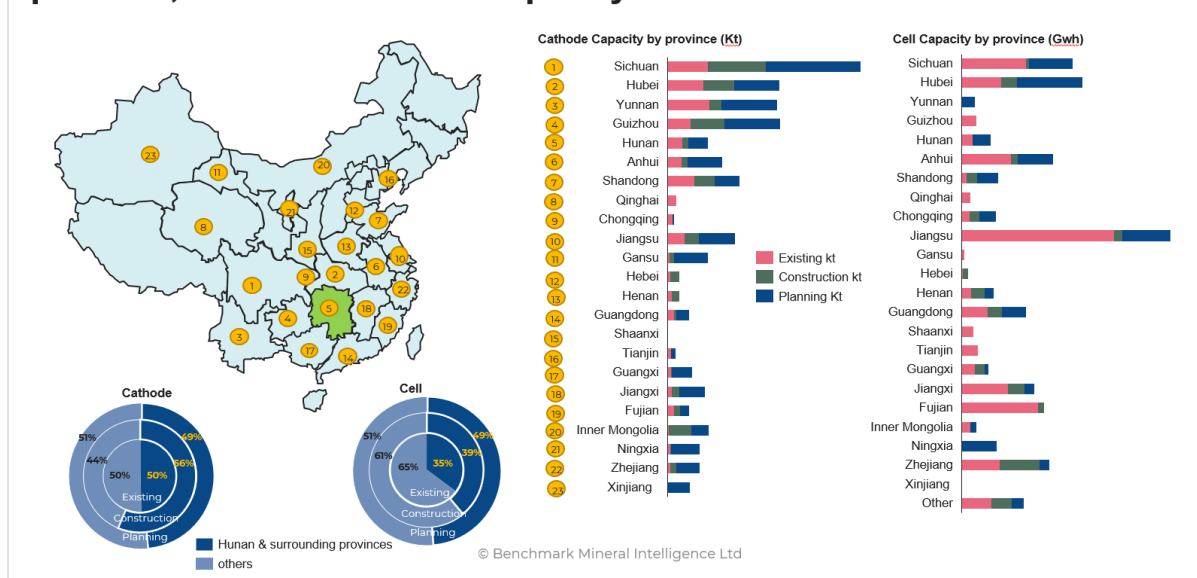 Cathode Capacity by province (Kt)
1 Sichuan
2 Hubei
3 Yunnan
4 Guizhou
5 Hunan
6 Anhui
7 Shandong
8 Qinghai
9 Chongqing
10 Jiangsu
11 Gansu
12 Hebei
13 Henan
14 Guangdong
15 Shaanxi
16 Tianjin
17 Guangxi
18 Jiangxi
19 Fujian
20 Inner Mongolia
21 Ningxia
22 Zhejiang
23 Xinjiang
Existing kt
Construction kt
Planning Kt
Cell Capacity by province (Gwh)
Sichuan
Hubei
Yunnan
Guizhou
Hunan
Anhui
Shandong
Qinghai
Chongqing
Jiangsu
Gansu
Hebei
Henan
Guangdong
Shaanxi
Tianjin
Guangxi
Jiangxi
Fujian
Inner Mongolia
Ningxia
Zhejiang
Xinjiang
Other
23
11
20
16
8
21
12
7
15
13
10
1
9
2
6
22
4
5
18
3
17
14
19
Cathode
51%
49%
44%
56%
50%
50%
Existing
Construction
Planning
Cell
51%
49%
61%
39%
65%
35%
Existing
Construction
Planning
Hunan & surrounding provinces
others
© Benchmark Mineral Intelligence Ltd